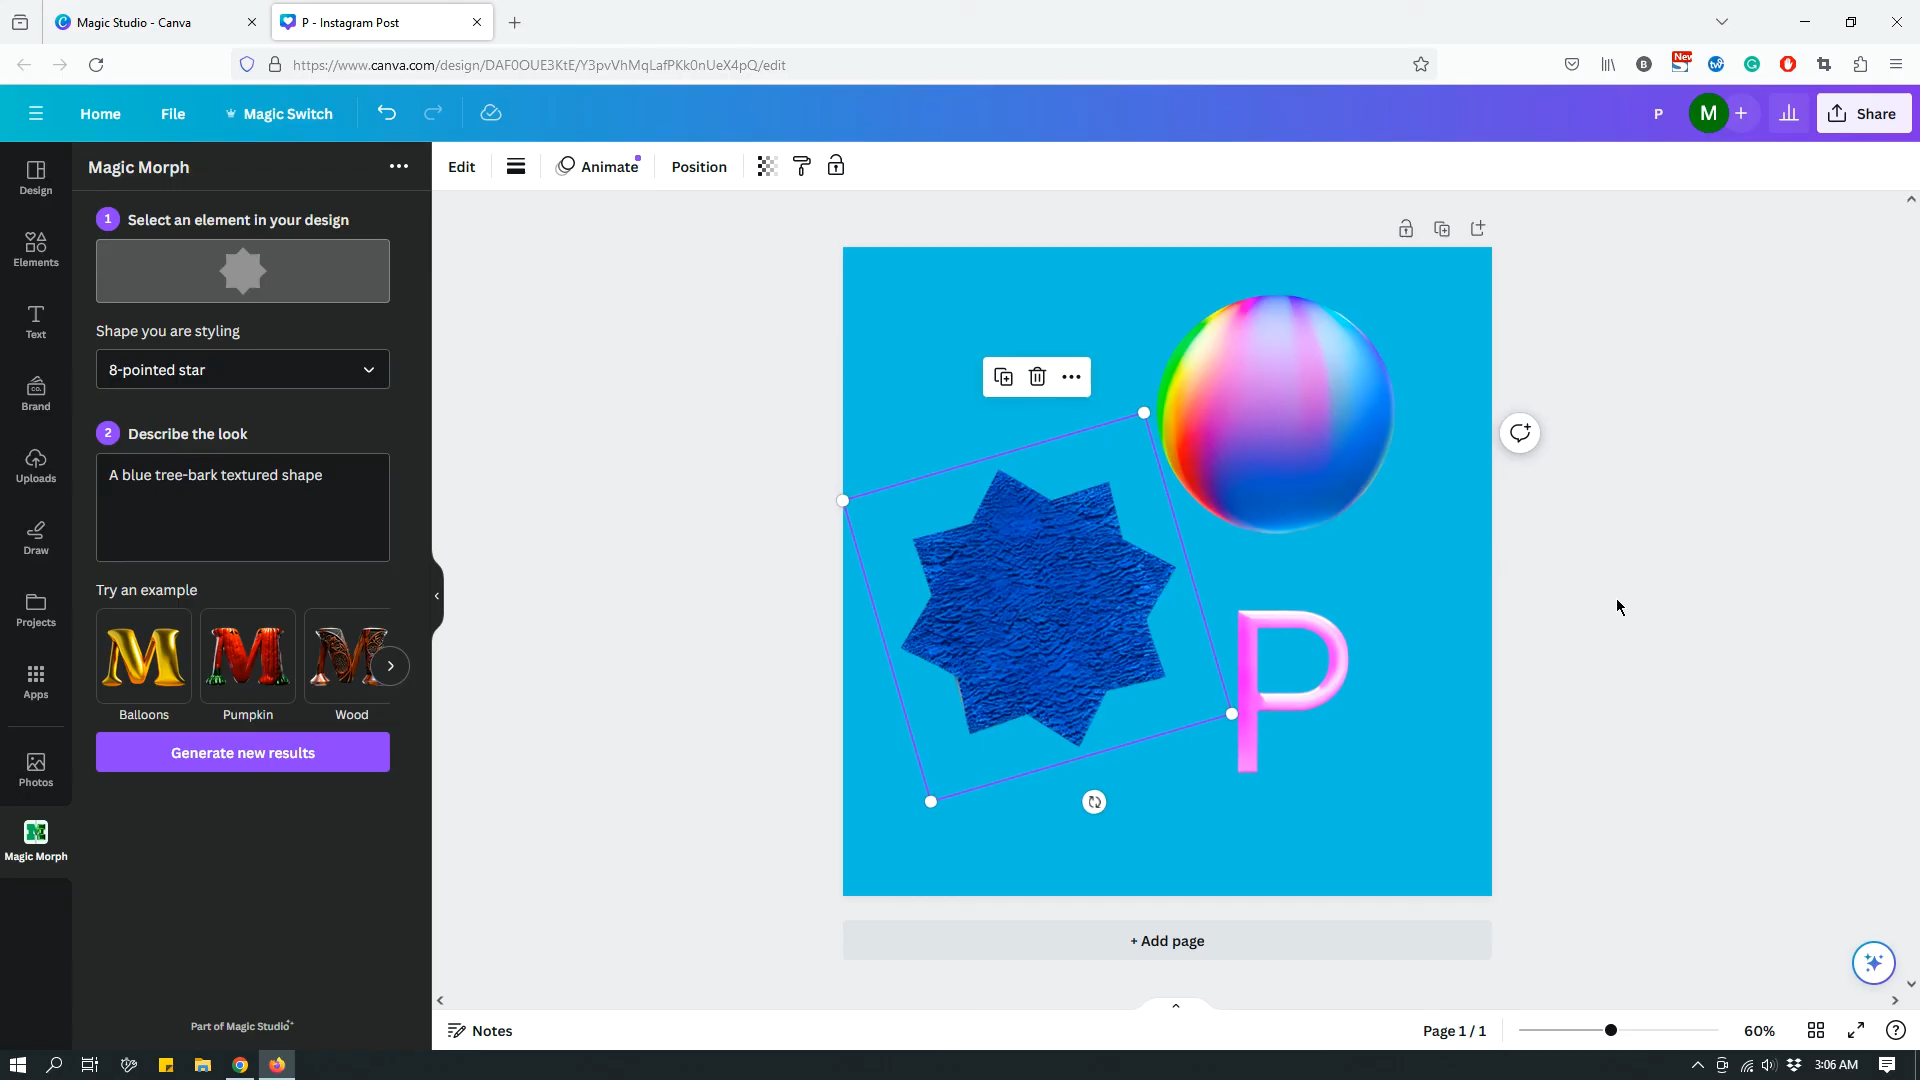 Magic Studio - Canva
P - Instagram Post
https://www.canva.com/design/DAF0OUE3KtE/Y3pvVhMqLafPKk0nUeX4pQ/edit
New
Home
File
Magic Switch
P
M
Share
Design
Elements
Text
Brand
Uploads
Draw
Projects
Apps
Photos
Magic Morph
Magic Morph
1 Select an element in your design
Shape you are styling
8-pointed star
2 Describe the look
A blue tree-bark textured shape
Try an example
Balloons
Pumpkin
Wood
Generate new results
Part of Magic Studio
Edit
Animate
Position
P
+ Add page
Notes
Page 1 / 1
60%
3:06 AM